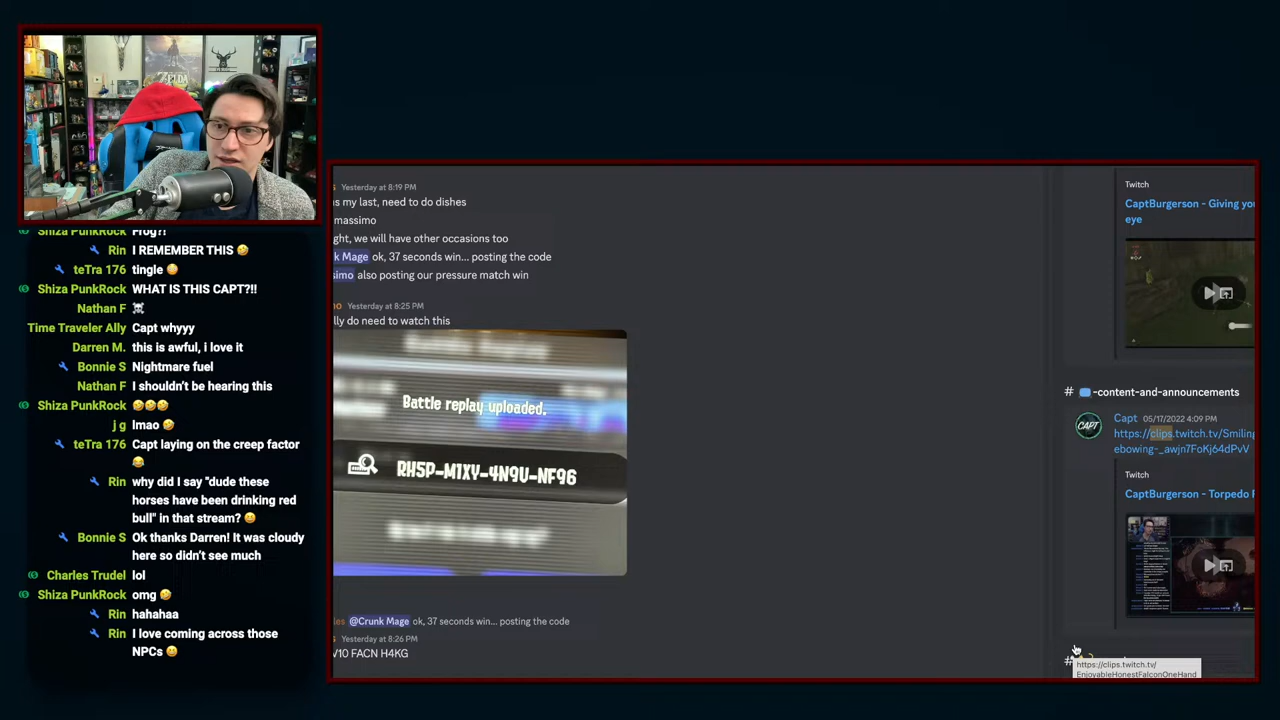 ZELDA
Shiza PunkRock Frog?!
Rin I REMEMBER THIS 🤣
teTra 176 tingle 😳
Shiza PunkRock WHAT IS THIS CAPT?!!
Nathan F ☠
Time Traveler Ally Capt whyyy
Darren M. this is awful, i love it
Bonnie S Nightmare fuel
Nathan F I shouldn't be hearing this
Shiza PunkRock 🤣🤣🤣
j g lmao 🤣
teTra 176 Capt laying on the creep factor
😂
Rin why did I say "dude these
horses have been drinking red
bull" in that stream? 😆
Bonnie S Ok thanks Darren! It was cloudy
here so didn't see much
Charles Trudel lol
Shiza PunkRock omg 🤣
Rin hahahaa
Rin I love coming across those
NPCs 😆
Yesterday at 8:19 PM
my last, need to do dishes
massimo
we will have other occasions too
Mage ok, 37 seconds win... posting the code
also posting our pressure match win
Yesterday at 8:25 PM
do need to watch this
Battle replay uploaded.
RH5P-M1XY-4N9U-NF96
@Crunk Mage ok, 37 seconds win... posting the code
Yesterday at 8:26 PM
V10 FACN H4KG
Twitch
CaptBurgerson - Giving you
eye
# -content-and-announcements
CAPT
Capt 05/17/2022 4:09 PM
https://clips.twitch.tv/Smiling
ebowing-_awjn7FoKj64dPvV
Twitch
CaptBurgerson - Torpedo
#
https://clips.twitch.tv/
EnjoyableHonestFalconOneHand